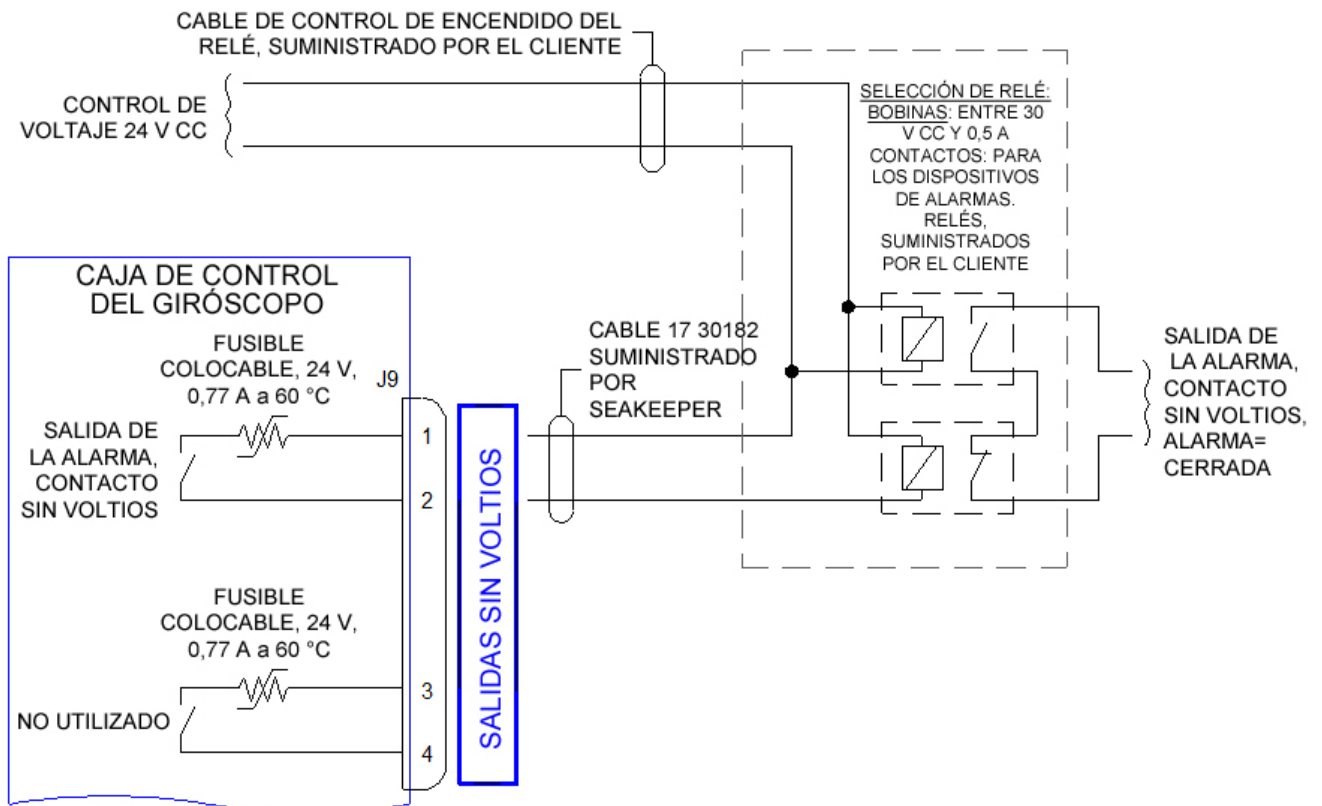 CABLE DE CONTROL DE ENCENDIDO DEL
RELÉ, SUMINISTRADO POR EL CLIENTE
CONTROL DE
VOLTAJE 24 V CC
SELECCIÓN DE RELÉ:
BOBINAS: ENTRE 30
V CC Y 0,5 A
CONTACTOS: PARA
LOS DISPOSITIVOS
DE ALARMAS.
RELÉS,
SUMINISTRADOS
POR EL CLIENTE
CAJA DE CONTROL
DEL GIRÓSCOPO
FUSIBLE
COLOCABLE, 24 V,
0,77 A a 60 °C
J9
SALIDA DE
LA ALARMA,
CONTACTO
SIN VOLTIOS
1
2
CABLE 17 30182
SUMINISTRADO
POR
SEAKEEPER
SALIDA DE
LA ALARMA,
CONTACTO
SIN VOLTIOS,
ALARMA=
CERRADA
SALIDAS SIN VOLTIOS
FUSIBLE
COLOCABLE, 24 V,
0,77 A a 60 °C
NO UTILIZADO
3
4